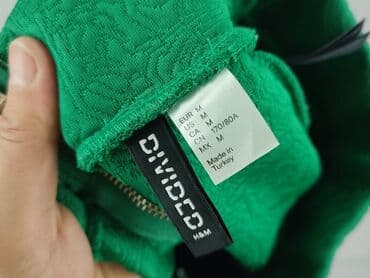 EUR M
US M
CA M
CN 170/80A
MX M
Made in
Turkey
DIVIDED
H&M